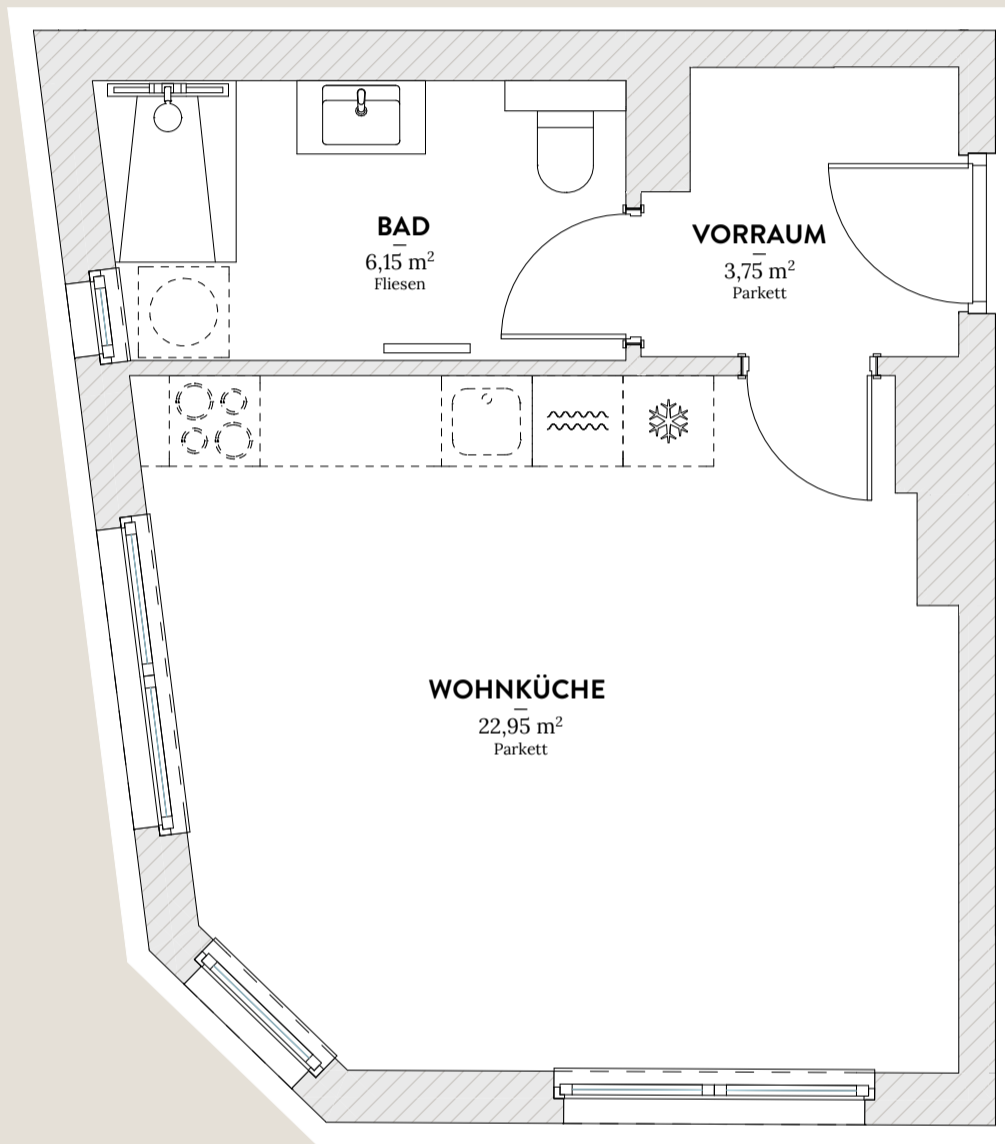 BAD
6,15 m²
Fliesen
VORRAUM
3,75 m²
Parkett
WOHNKÜCHE
22,95 m²
Parkett